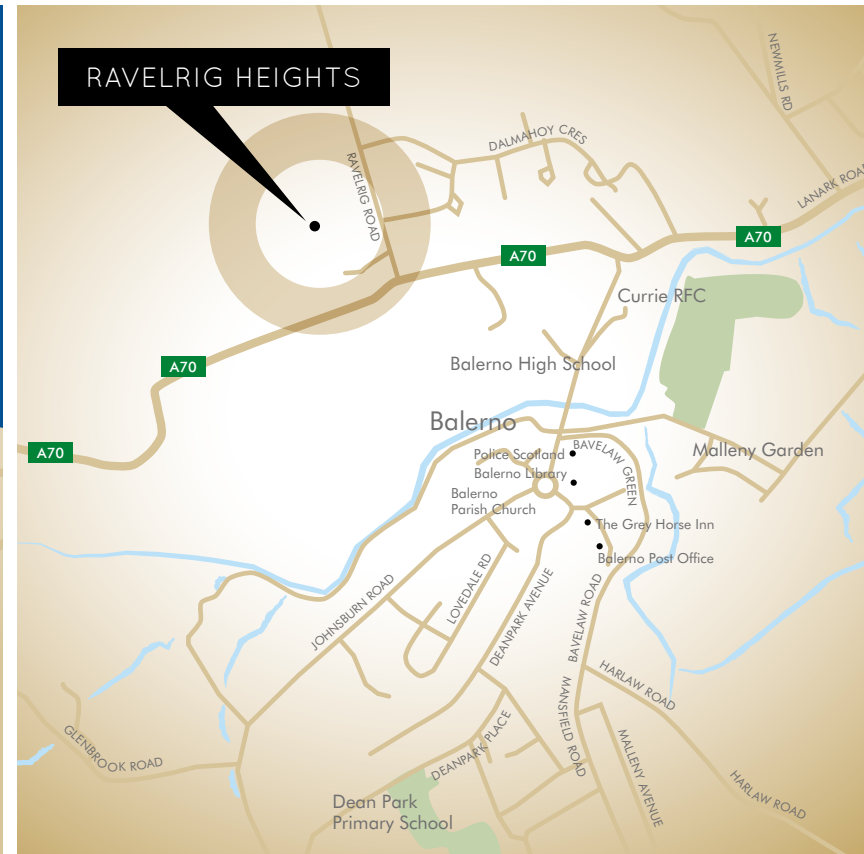 RAVELRIG HEIGHTS
NEWMILLS RD
DALMAHOY CRES
RAVELRIG ROAD
LANARK ROAD
A70
A70
Currie RFC
A70
Balerno High School
Balerno
A70
BAVELAW GREEN
Police Scotland
Malleny Garden
Balerno Library
Balerno
Parish Church
The Grey Horse Inn
Balerno Post Office
LOVEDALE RD
JOHNSBURN ROAD
DEANPARK AVENUE
BAVELAW ROAD
HARLAW ROAD
MANSFIELD ROAD
GLENBROOK ROAD
DEANPARK PLACE
MALLENY AVENUE
HARLAW ROAD
Dean Park
Primary School